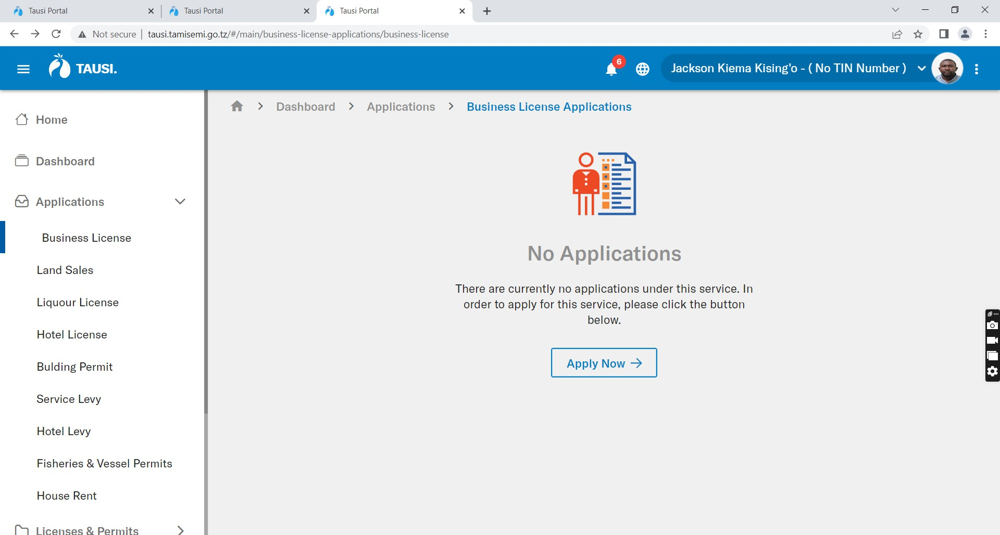 Tausi Portal
Tausi Portal
Tausi Portal
Not secure
tausi.tamisemi.go.tz/#/main/business-license-applications/business-license
TAUSI.
6
Jackson Kiema Kising'o - ( No TIN Number )
Home
Dashboard
Applications
Business License
Land Sales
Liquour License
Hotel License
Bulding Permit
Service Levy
Hotel Levy
Fisheries & Vessel Permits
House Rent
Licenses & Permits
Dashboard
Applications
Business License Applications
No Applications
There are currently no applications under this service. In
order to apply for this service, please click the button
below.
Apply Now